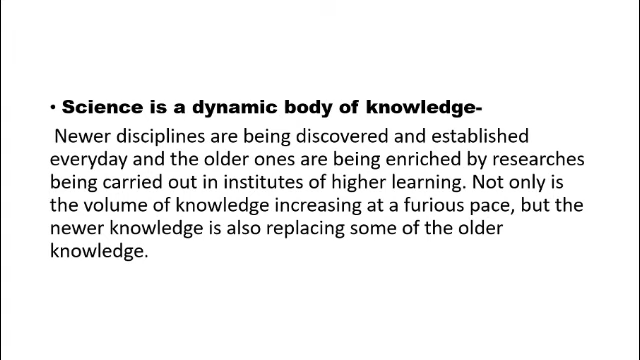 • Science is a dynamic body of knowledge-
Newer disciplines are being discovered and established
everyday and the older ones are being enriched by researches
being carried out in institutes of higher learning. Not only is
the volume of knowledge increasing at a furious pace, but the
newer knowledge is also replacing some of the older
knowledge.